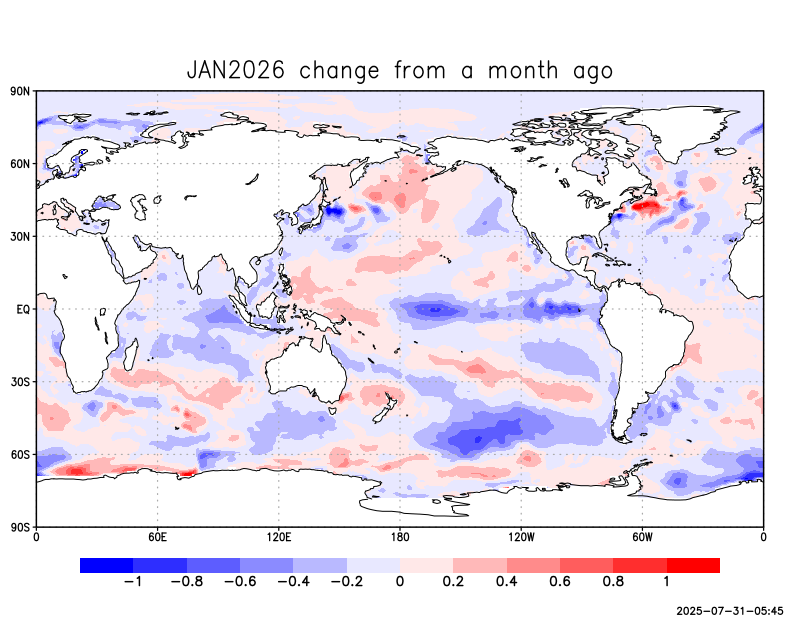 JAN2026 change from a month ago
90N
60N
30N
EQ
30S
60S
90S
0 60E 120E 180 120W 60W 0
-1 -0.8 -0.6 -0.4 -0.2 0 0.2 0.4 0.6 0.8 1
2025-07-31-05:45